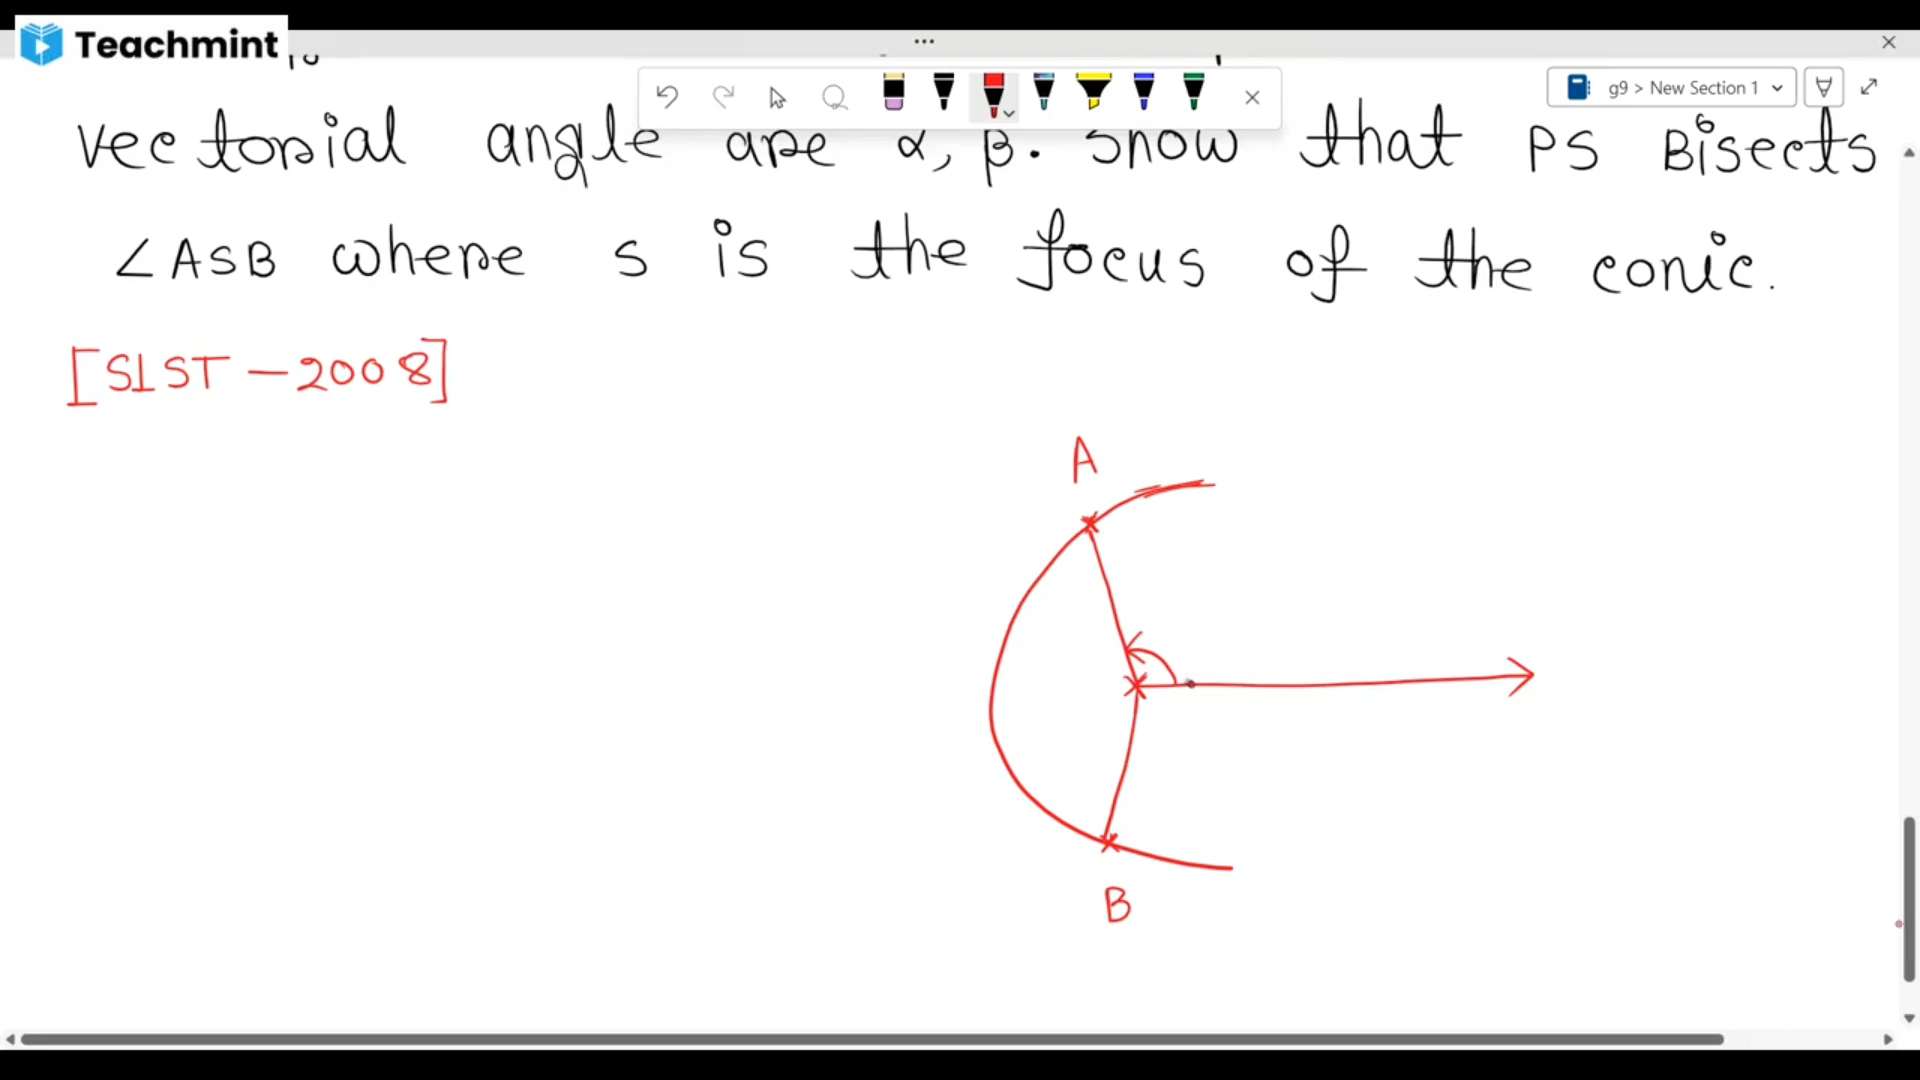 Teachmint
g9 > New Section 1
vectorial angle are α, β. Show that PS Bisects
∠ASB where S is the focus of the conic.
[SLST – 2008]
A
B